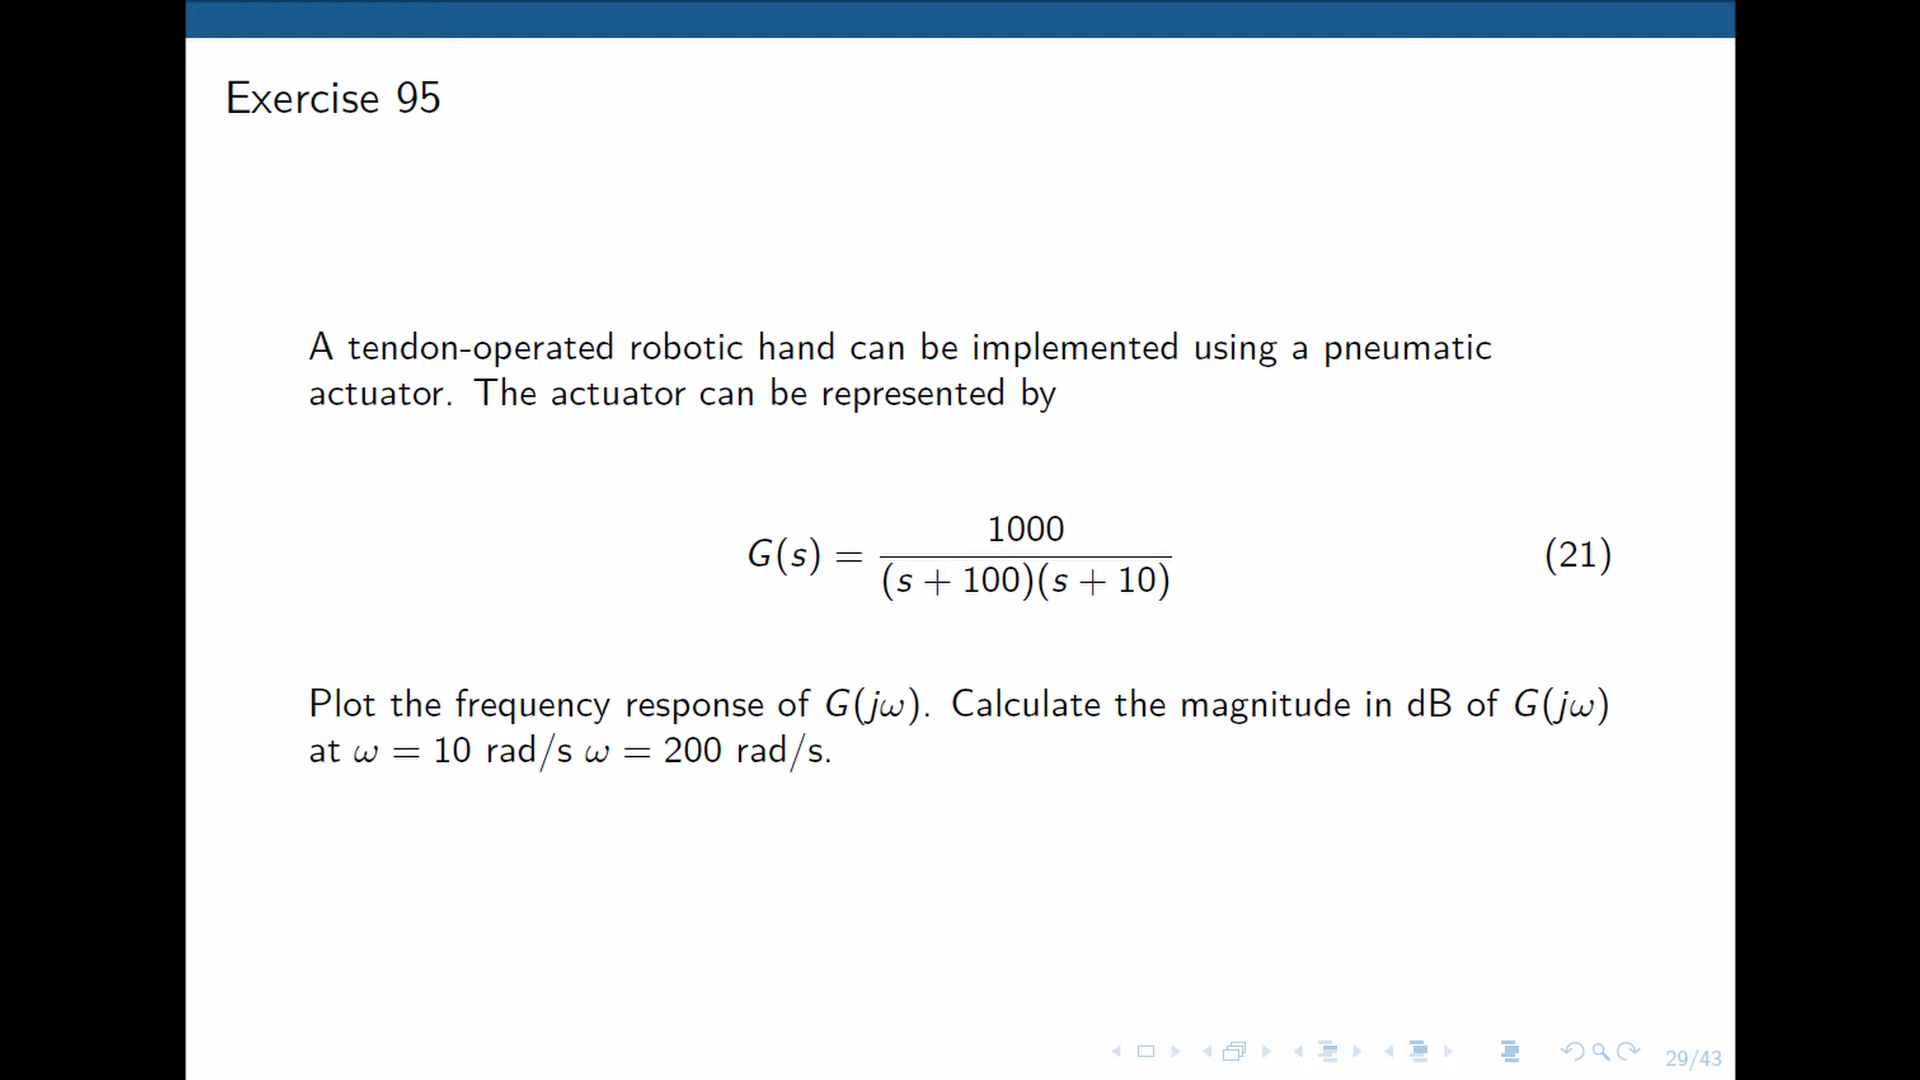 Exercise 95
A tendon-operated robotic hand can be implemented using a pneumatic
actuator. The actuator can be represented by
G(s) = 1000 / (s + 100)(s + 10) (21)
Plot the frequency response of G(jω). Calculate the magnitude in dB of G(jω)
at ω = 10 rad/s ω = 200 rad/s.
29/43